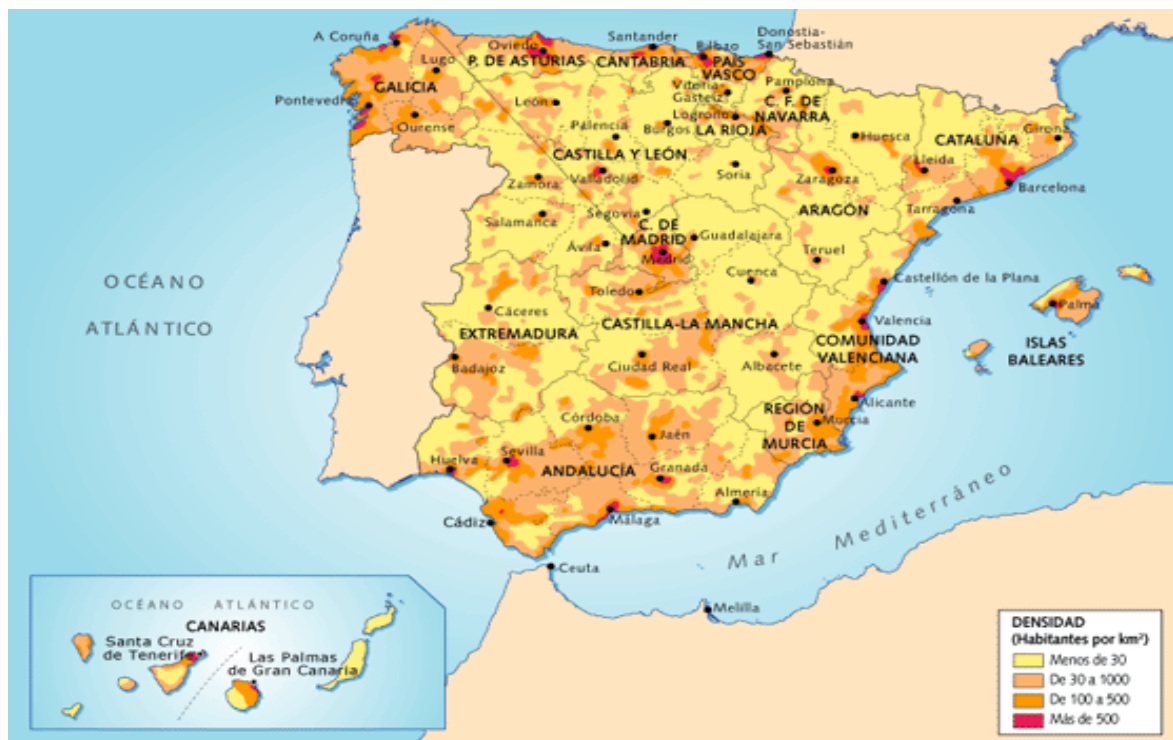 A Coruña
Lugo
GALICIA
Pontevedra
Ourense
Oviedo
P. DE ASTURIAS
Santander
CANTABRIA
Bilbao
PAÍS
VASCO
Donostia-
San Sebastián
Vitoria-
Gasteiz
Pamplona
C. F. DE
NAVARRA
Logroño
LA RIOJA
León
Palencia
Burgos
CASTILLA Y LEÓN
Zamora
Valladolid
Soria
Salamanca
Segovia
Ávila
Huesca
Zaragoza
ARAGÓN
Teruel
CATALUÑA
Girona
Lleida
Barcelona
Tarragona
C. DE
MADRID
Madrid
Guadalajara
Cuenca
Toledo
CASTILLA-LA MANCHA
Ciudad Real
Albacete
Cáceres
EXTREMADURA
Badajoz
Castellón de la Plana
Valencia
COMUNIDAD
VALENCIANA
Alicante
Palma
ISLAS
BALEARES
REGIÓN
DE
MURCIA
Murcia
Córdoba
Jaén
Huelva
Sevilla
ANDALUCÍA
Granada
Almería
Cádiz
Málaga
Ceuta
Melilla
OCÉANO
ATLÁNTICO
Mar Mediterráneo
OCÉANO ATLÁNTICO
CANARIAS
Santa Cruz
de Tenerife
Las Palmas
de Gran Canaria
DENSIDAD
(Habitantes por km²)
Menos de 30
De 30 a 1000
De 100 a 500
Más de 500